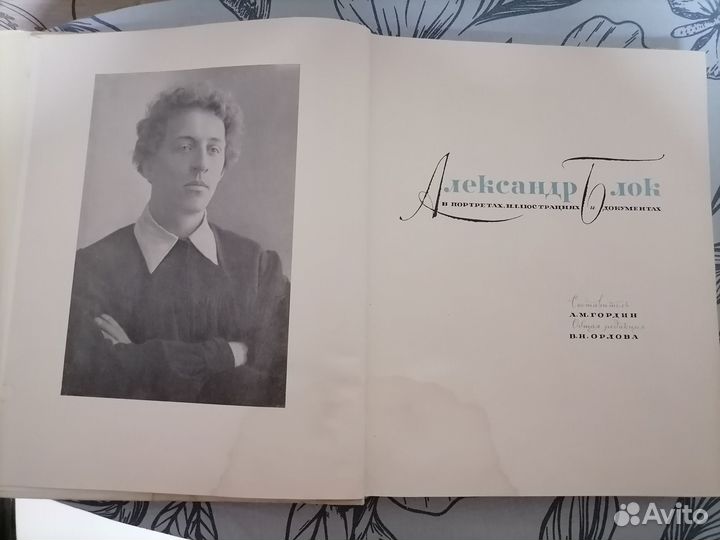 Александр Блок
в портретах, иллюстрациях и документах
Составитель
А.М.ГОРДИН
Общая редакция
В.Н.ОРЛОВА
Avito